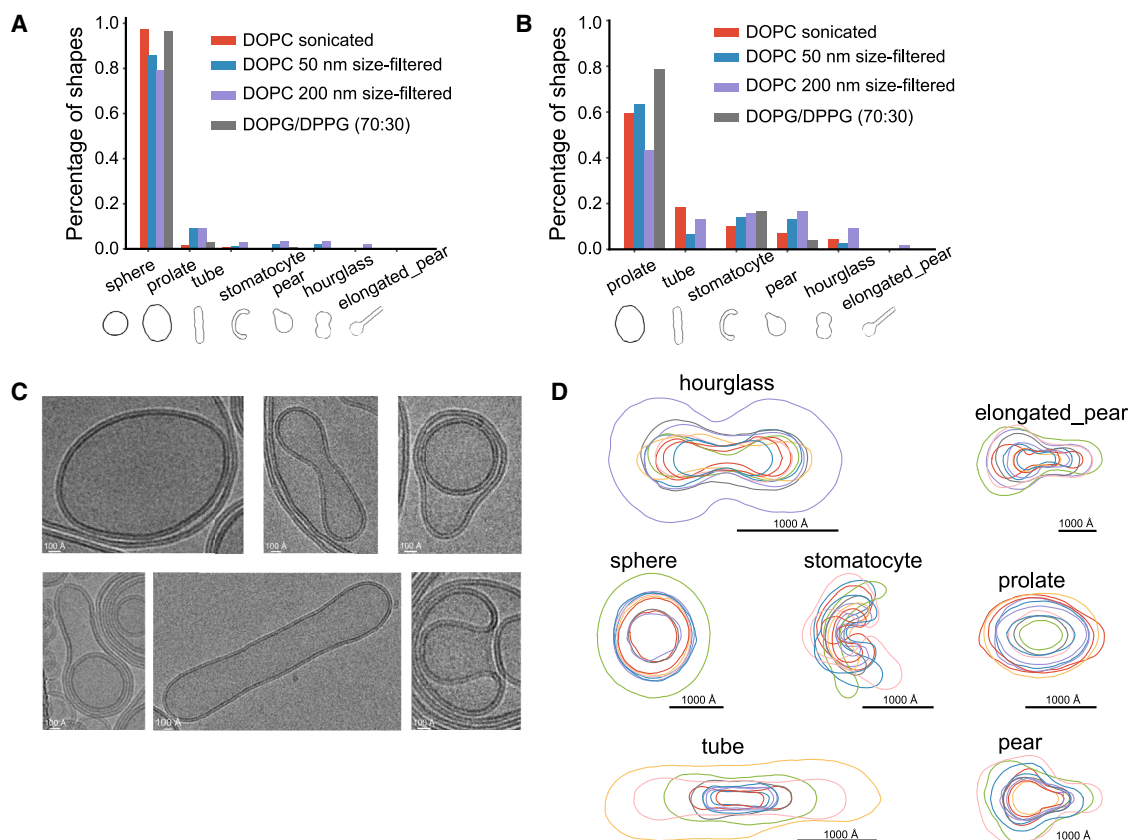 A
Percentage of shapes
1.0
0.8
0.6
0.4
0.2
0.0
DOPC sonicated
DOPC 50 nm size-filtered
DOPC 200 nm size-filtered
DOPG/DPPG (70:30)
sphere
prolate
tube
stomatocyte
pear
hourglass
elongated_pear
B
Percentage of shapes
1.0
0.8
0.6
0.4
0.2
0.0
DOPC sonicated
DOPC 50 nm size-filtered
DOPC 200 nm size-filtered
DOPG/DPPG (70:30)
prolate
tube
stomatocyte
pear
hourglass
elongated_pear
C
100 Å
100 Å
100 Å
100 Å
100 Å
100 Å
D
hourglass
1000 Å
elongated_pear
1000 Å
sphere
1000 Å
stomatocyte
1000 Å
prolate
1000 Å
tube
1000 Å
pear
1000 Å